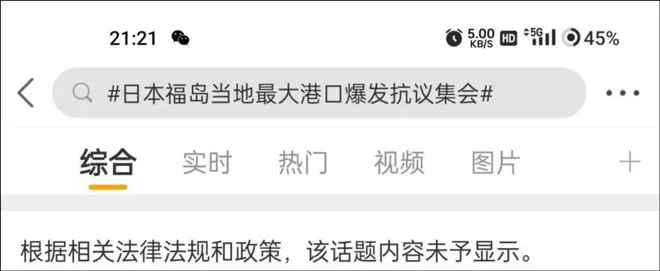 21:21 5.00 KB/S HD 5G 45%
#日本福岛当地最大港口爆发抗议集会#
综合 实时 热门 视频 图片
根据相关法律法规和政策，该话题内容未予显示。